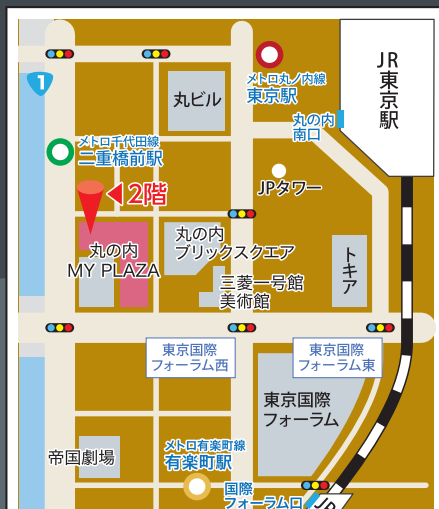 JR東京駅
1
メトロ丸ノ内線
東京駅
丸ビル
丸の内
南口
メトロ千代田線
二重橋前駅
JPタワー
2階
丸の内
MY PLAZA
丸の内
ブリックスクエア
トキア
三菱一号館
美術館
東京国際
フォーラム西
東京国際
フォーラム東
東京国際
フォーラム
メトロ有楽町線
有楽町駅
帝国劇場
国際
フォーラム口
JR